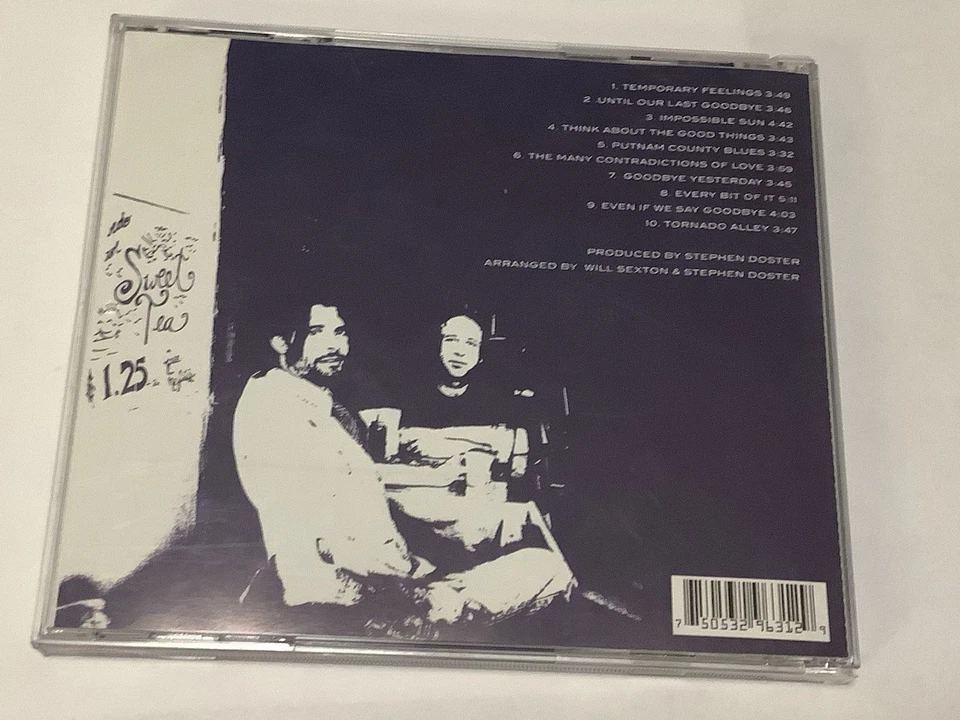 1. TEMPORARY FEELINGS 3:49
2. UNTIL OUR LAST GOODBYE 3:46
3. IMPOSSIBLE SUN 4:42
4. THINK ABOUT THE GOOD THINGS 3:43
5. PUTNAM COUNTY BLUES 3:32
6. THE MANY CONTRADICTIONS OF LOVE 3:59
7. GOODBYE YESTERDAY 3:45
8. EVERY BIT OF IT 5:11
9. EVEN IF WE SAY GOODBYE 4:03
10. TORNADO ALLEY 3:47
PRODUCED BY STEPHEN DOSTER
ARRANGED BY WILL SEXTON & STEPHEN DOSTER
Sweet
Tea
1.25
7 50532 96312 9